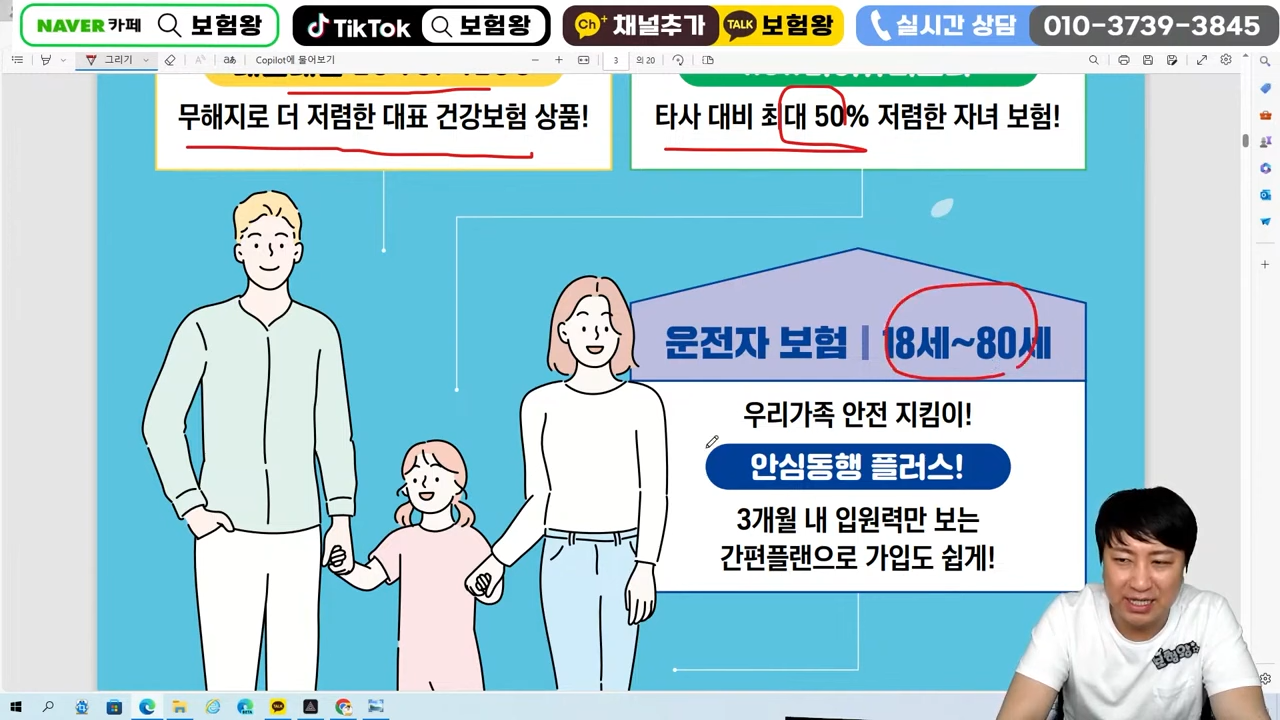 NAVER 카페 보험왕
TikTok 보험왕
Ch+ 채널추가 TALK 보험왕
실시간 상담 010-3739-3845
그리기
aあ
Copilot에 물어보기
3 의 20
무해지로 더 저렴한 대표 건강보험 상품!
타사 대비 최대 50% 저렴한 자녀 보험!
운전자 보험 | 18세~80세
우리가족 안전 지킴이!
안심동행 플러스!
3개월 내 입원력만 보는
간편플랜으로 가입도 쉽게!
보험왕